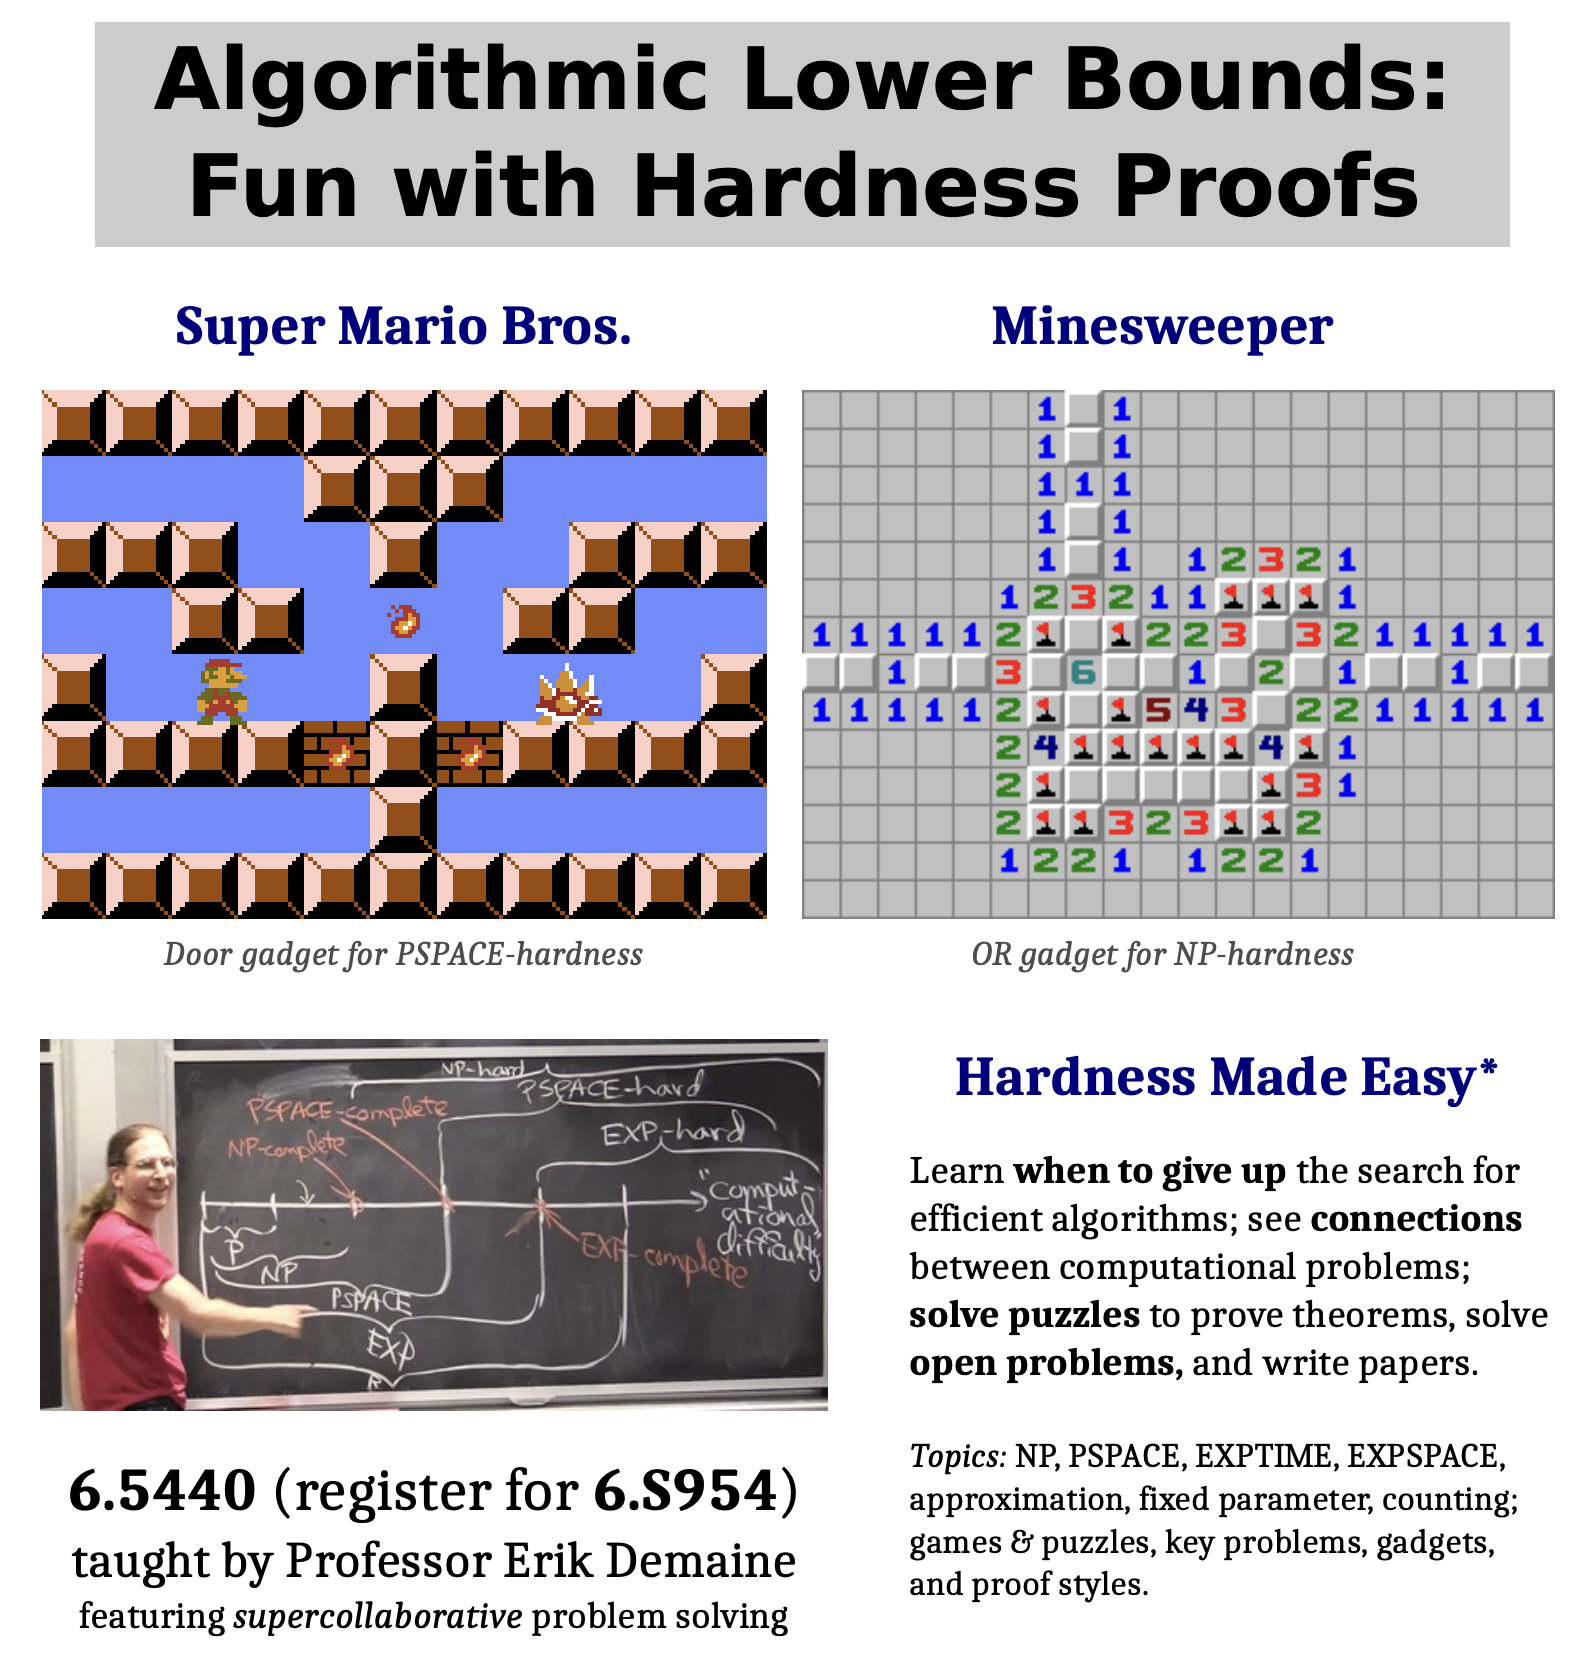 Algorithmic Lower Bounds:
Fun with Hardness Proofs
Super Mario Bros.
Minesweeper
1 1
1 1
1 1 1
1 1
1 1 1 2 3 2 1
1 2 3 2 1 1 1
1 1 1 1 1 2 2 2 3 3 2 1 1 1 1 1
1 3 6 1 2 1 1
1 1 1 1 1 2 5 4 3 2 2 1 1 1 1 1
2 4 4 1
2 3 1
2 3 2 3 2
1 2 2 1 1 2 2 1
Door gadget for PSPACE-hardness
OR gadget for NP-hardness
NP-hard
PSPACE-hard
PSPACE-complete
EXP-hard
NP-complete
"Comput-
ational
difficulty"
P
EXP-complete
NP
PSPACE
EXP
R
6.5440 (register for 6.S954)
taught by Professor Erik Demaine
featuring supercollaborative problem solving
Hardness Made Easy*
Learn when to give up the search for
efficient algorithms; see connections
between computational problems;
solve puzzles to prove theorems, solve
open problems, and write papers.
Topics: NP, PSPACE, EXPTIME, EXPSPACE,
approximation, fixed parameter, counting;
games & puzzles, key problems, gadgets,
and proof styles.